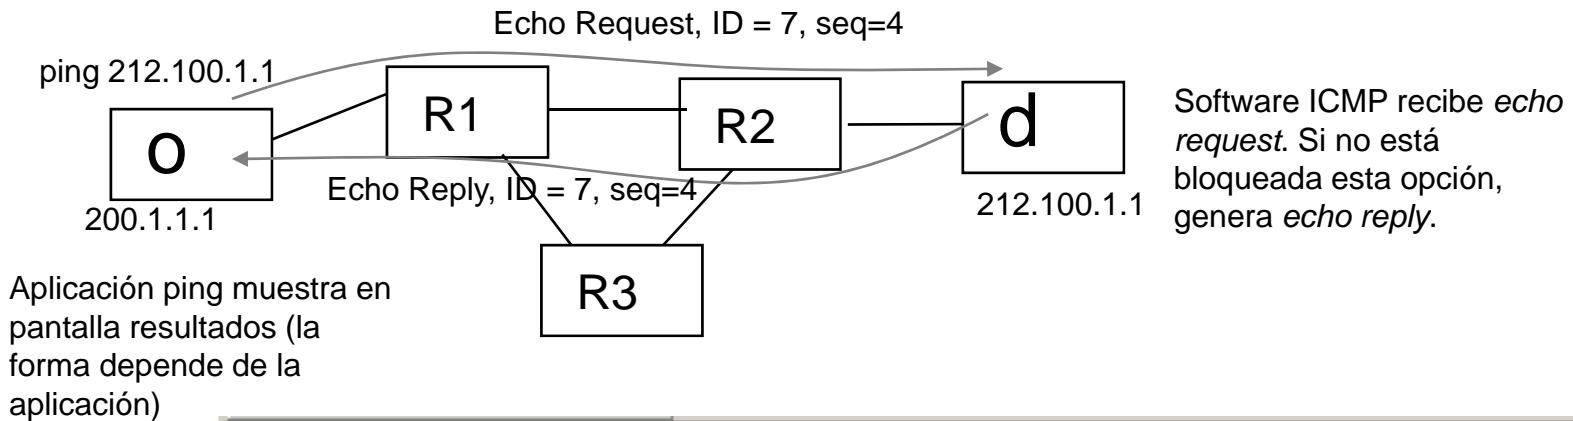 Echo Request, ID = 7, seq=4
ping 212.100.1.1
o
R1
R2
d
Software ICMP recibe echo
request. Si no está
bloqueada esta opción,
genera echo reply.
Echo Reply, ID = 7, seq=4
200.1.1.1
212.100.1.1
R3
Aplicación ping muestra en
pantalla resultados (la
forma depende de la
aplicación)